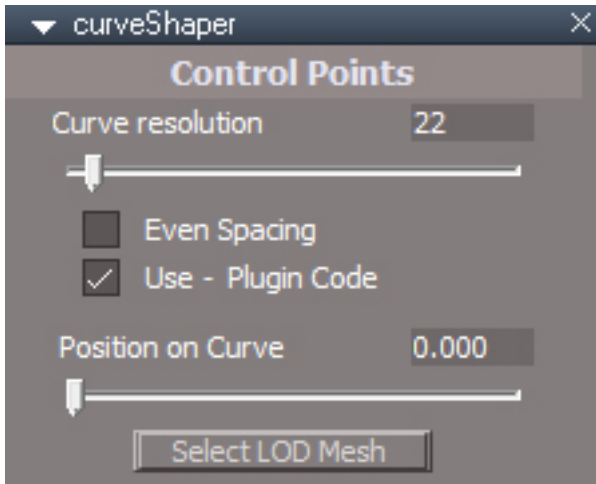 curveShaper
Control Points
Curve resolution 22
Even Spacing
Use - Plugin Code
Position on Curve 0.000
Select LOD Mesh